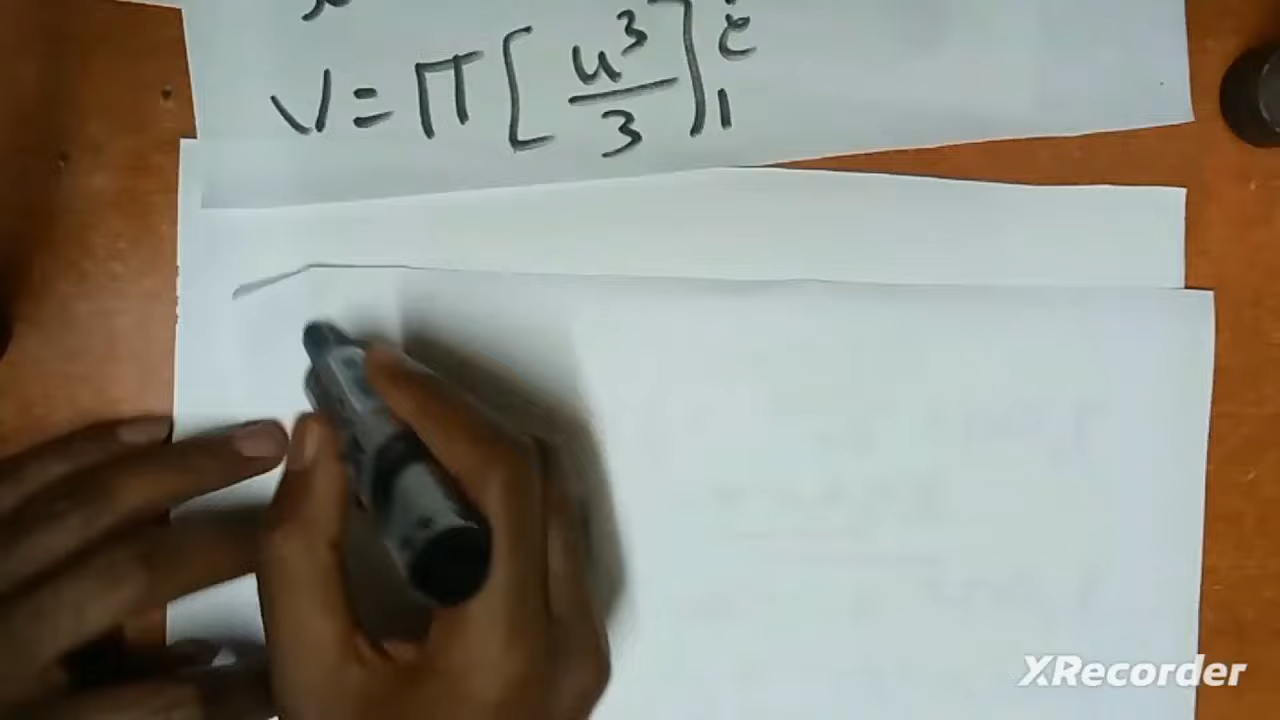 V = π [u³/3]₁
XRecorder